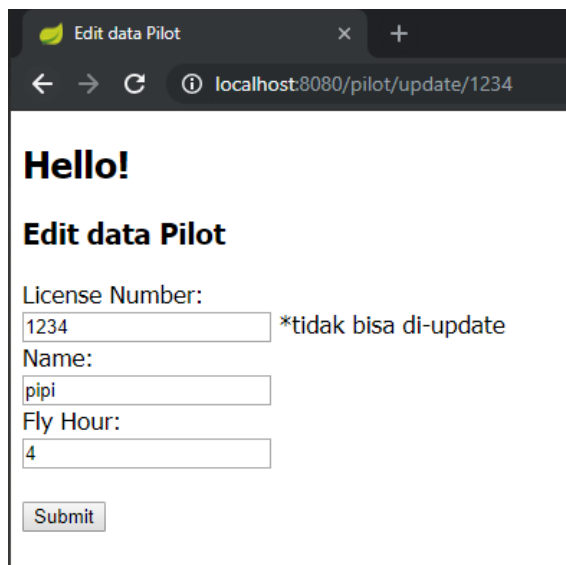 Edit data Pilot
localhost:8080/pilot/update/1234
Hello!
Edit data Pilot
License Number:
1234 *tidak bisa di-update
Name:
pipi
Fly Hour:
4
Submit